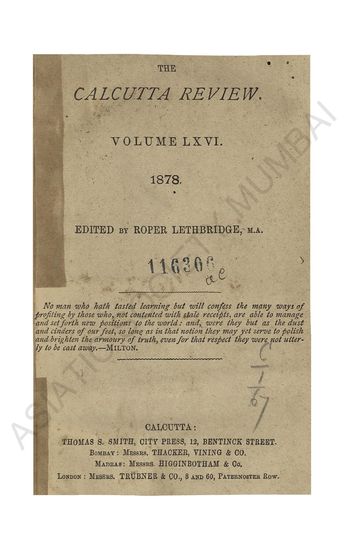 THE
CALCUTTA REVIEW.
VOLUME LXVI.
1878.
EDITED BY ROPER LETHBRIDGE, M.A.
116306
No man who hath tasted learning but will confess the many ways of
profiting by those who, not contented with stale receipts, are able to manage
and set forth new positions to the world: and, were they but as the dust
and cinders of our feet, so long as in that notion they may yet serve to polish
and brighten the armoury of truth, even for that respect they were not utter-
ly to be cast away.—MILTON.
CALCUTTA:
THOMAS S. SMITH, CITY PRESS, 12, BENTINCK STREET.
BOMBAY: MESSRS. THACKER, VINING & CO.
MADRAS: MESSRS. HIGGINBOTHAM & CO.
LONDON: MESSRS. TRÜBNER & CO., 8 AND 60, PATERNOSTER ROW.